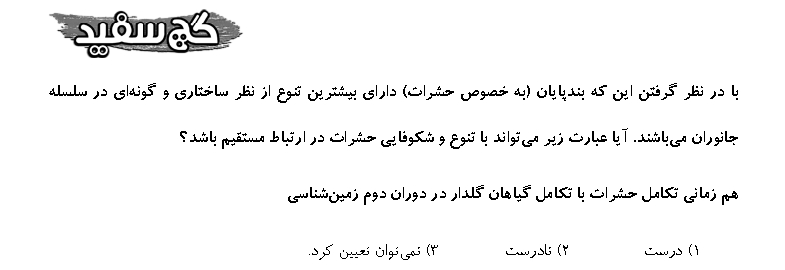 گچ سفید
با در نظر گرفتن این که بندپایان (به خصوص حشرات) دارای بیشترین تنوع از نظر ساختاری و گونه‌ای در سلسله
جانوران می‌باشند. آیا عبارت زیر می‌تواند با تنوع و شکوفایی حشرات در ارتباط مستقیم باشد؟
هم زمانی تکامل حشرات با تکامل گیاهان گلدار در دوران دوم زمین‌شناسی
۱) درست ۲) نادرست ۳) نمی‌توان تعیین کرد.